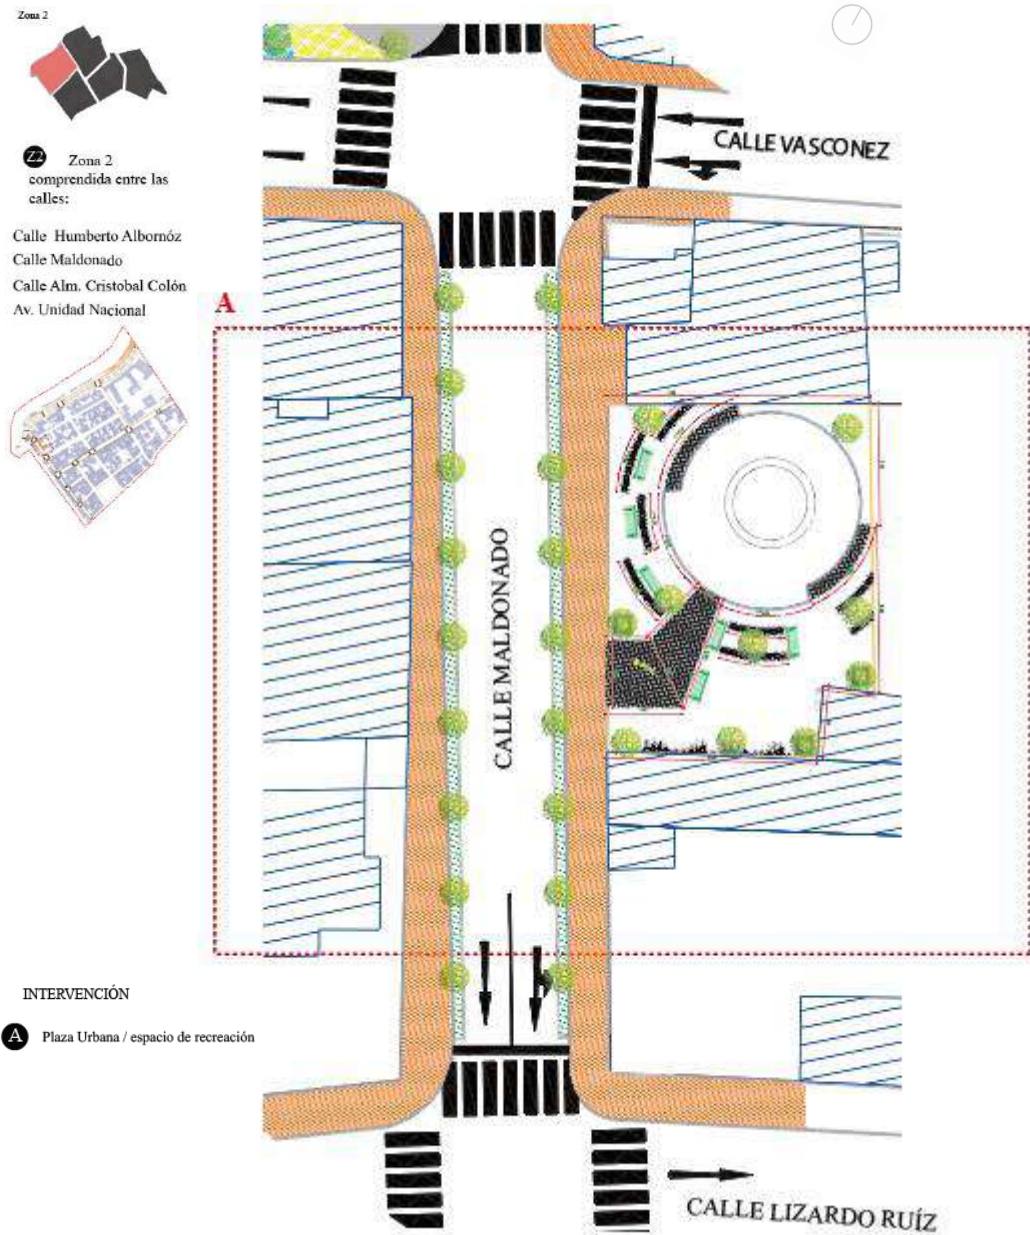 Zona 2
Z2 Zona 2
comprendida entre las
calles:
Calle Humberto Albornóz
Calle Maldonado
Calle Alm. Cristobal Colón
Av. Unidad Nacional
A
CALLE VASCONEZ
CALLE MALDONADO
INTERVENCIÓN
A Plaza Urbana / espacio de recreación
CALLE LIZARDO RUÍZ